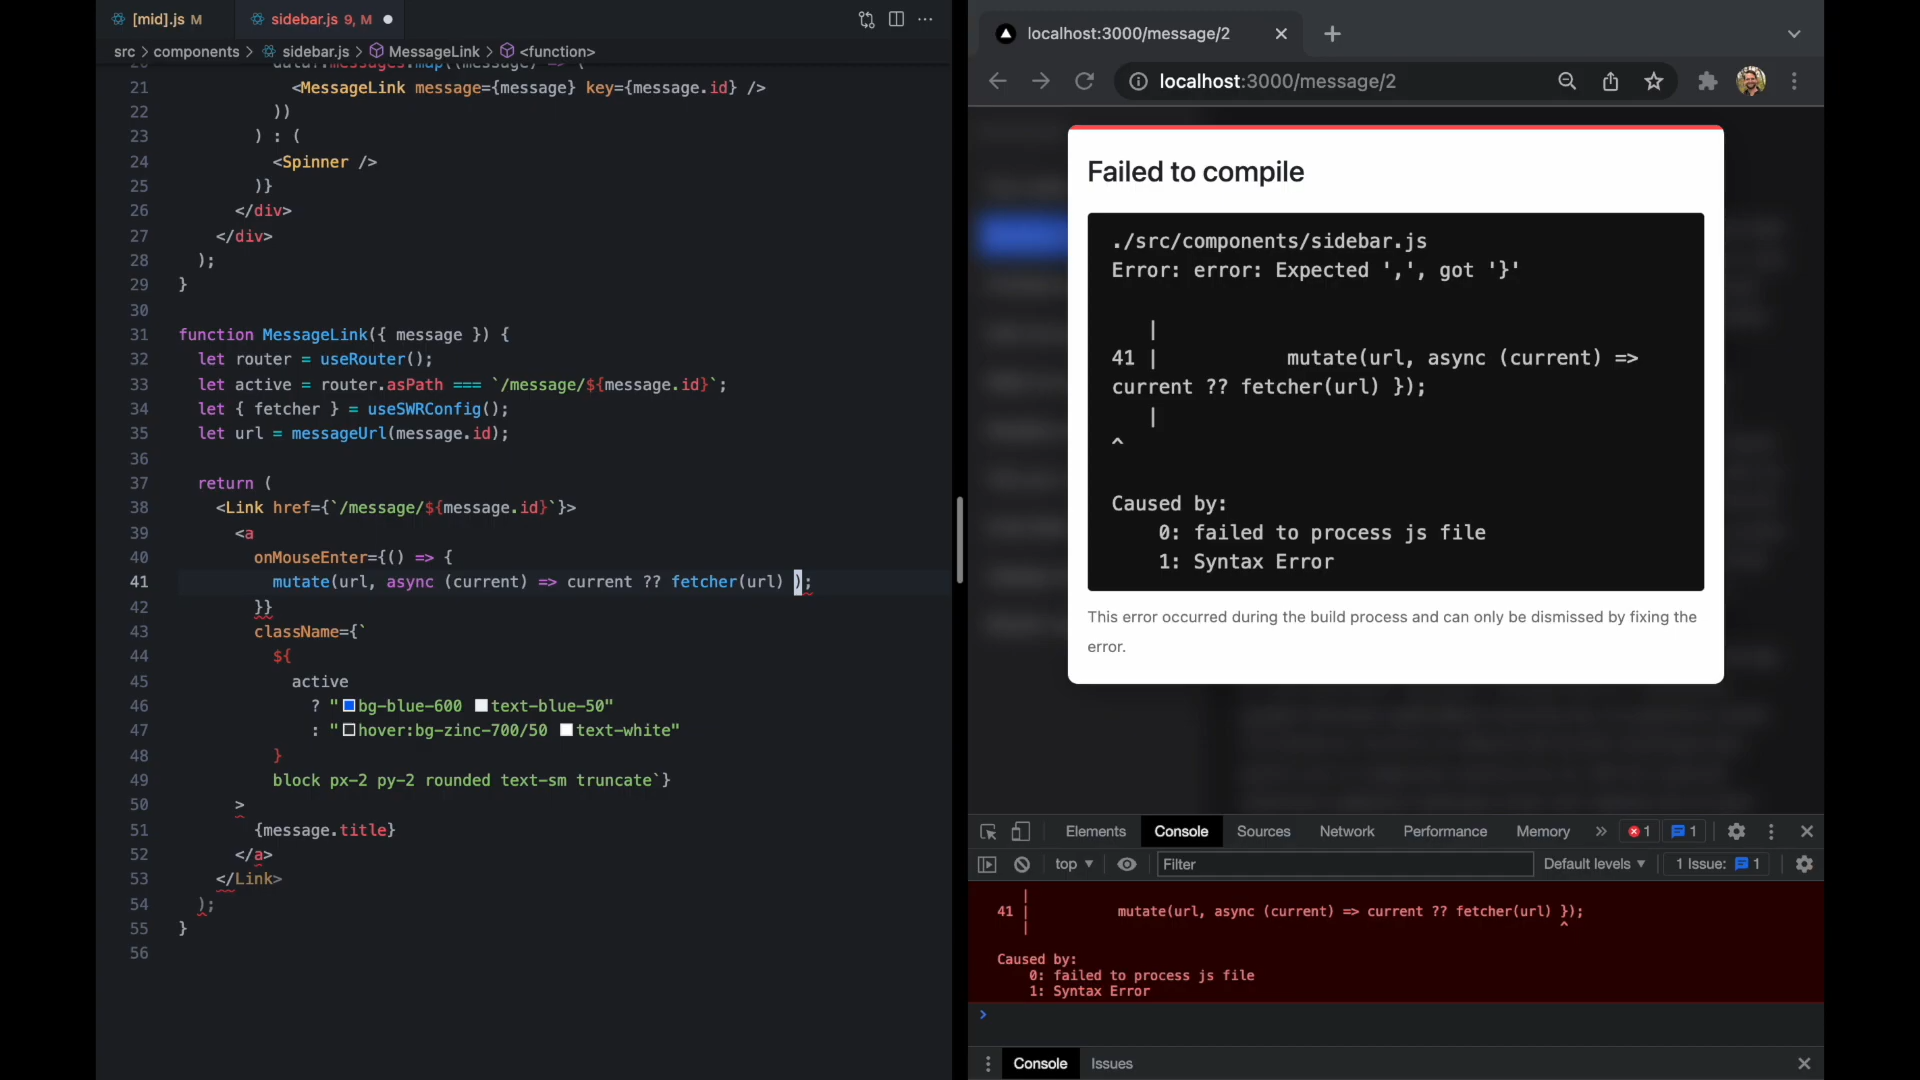 [mid].js M
sidebar.js 9, M
src > components > sidebar.js > MessageLink > <function>
20 data?.messages.map((message) => (
21 <MessageLink message={message} key={message.id} />
22 ))
23 ) : (
24 <Spinner />
25 )}
26 </div>
27 </div>
28 );
29 }
30
31 function MessageLink({ message }) {
32 let router = useRouter();
33 let active = router.asPath === `/message/${message.id}`;
34 let { fetcher } = useSWRConfig();
35 let url = messageUrl(message.id);
36
37 return (
38 <Link href={`/message/${message.id}`}>
39 <a
40 onMouseEnter={() => {
41 mutate(url, async (current) => current ?? fetcher(url) );
42 }}
43 className={`
44 ${
45 active
46 ? "bg-blue-600 text-blue-50"
47 : "hover:bg-zinc-700/50 text-white"
48 }
49 block px-2 py-2 rounded text-sm truncate`}
50 >
51 {message.title}
52 </a>
53 </Link>
54 );
55 }
56
localhost:3000/message/2
localhost:3000/message/2
Failed to compile
./src/components/sidebar.js
Error: error: Expected ',', got '}'
|
41 | mutate(url, async (current) =>
current ?? fetcher(url) });
|
^
Caused by:
0: failed to process js file
1: Syntax Error
This error occurred during the build process and can only be dismissed by fixing the
error.
Elements Console Sources Network Performance Memory » 1 1
top Filter Default levels 1 Issue: 1
|
41 | mutate(url, async (current) => current ?? fetcher(url) });
| ^
Caused by:
0: failed to process js file
1: Syntax Error
>
Console Issues